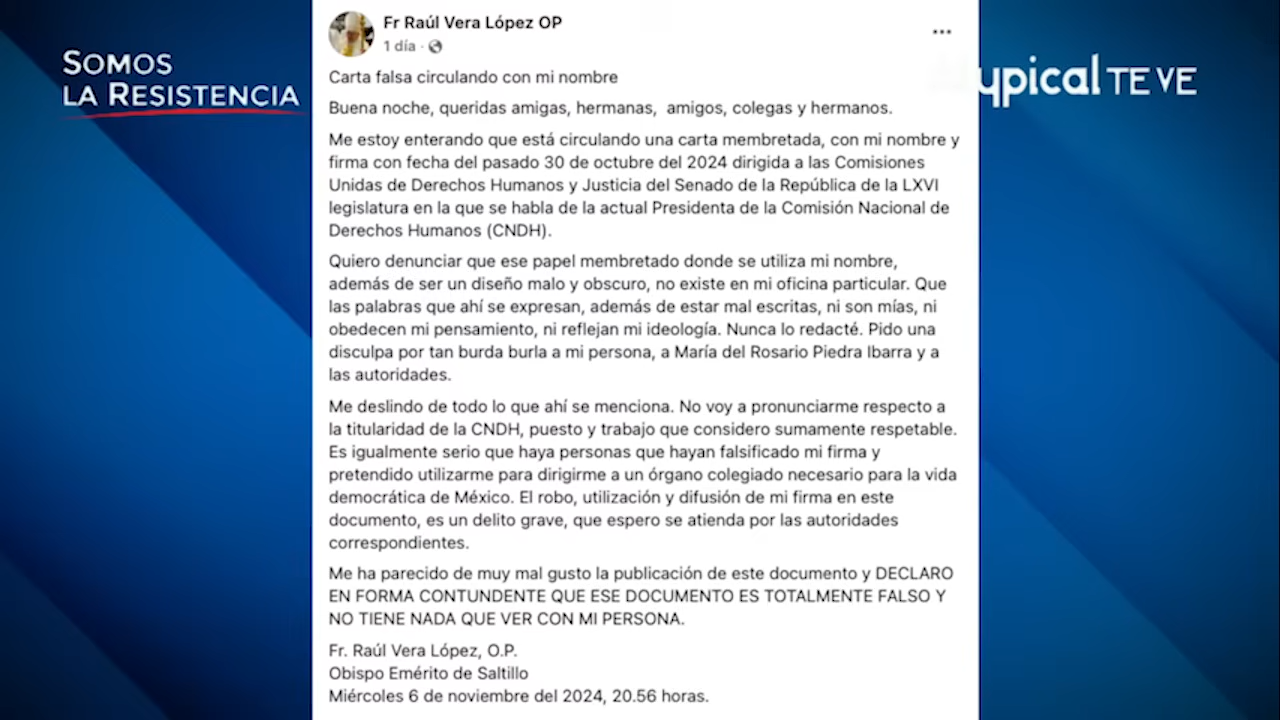 SOMOS
LA RESISTENCIA
Fr Raúl Vera López OP
1 día ·
Carta falsa circulando con mi nombre
Buena noche, queridas amigas, hermanas, amigos, colegas y hermanos.
Me estoy enterando que está circulando una carta membretada, con mi nombre y
firma con fecha del pasado 30 de octubre del 2024 dirigida a las Comisiones
Unidas de Derechos Humanos y Justicia del Senado de la República de la LXVI
legislatura en la que se habla de la actual Presidenta de la Comisión Nacional de
Derechos Humanos (CNDH).
Quiero denunciar que ese papel membretado donde se utiliza mi nombre,
además de ser un diseño malo y obscuro, no existe en mi oficina particular. Que
las palabras que ahí se expresan, además de estar mal escritas, ni son mías, ni
obedecen mi pensamiento, ni reflejan mi ideología. Nunca lo redacté. Pido una
disculpa por tan burda burla a mi persona, a María del Rosario Piedra Ibarra y a
las autoridades.
Me deslindo de todo lo que ahí se menciona. No voy a pronunciarme respecto a
la titularidad de la CNDH, puesto y trabajo que considero sumamente respetable.
Es igualmente serio que haya personas que hayan falsificado mi firma y
pretendido utilizarme para dirigirme a un órgano colegiado necesario para la vida
democrática de México. El robo, utilización y difusión de mi firma en este
documento, es un delito grave, que espero se atienda por las autoridades
correspondientes.
Me ha parecido de muy mal gusto la publicación de este documento y DECLARO
EN FORMA CONTUNDENTE QUE ESE DOCUMENTO ES TOTALMENTE FALSO Y
NO TIENE NADA QUE VER CON MI PERSONA.
Fr. Raúl Vera López, O.P.
Obispo Emérito de Saltillo
Miércoles 6 de noviembre del 2024, 20.56 horas.
Atypical TE VE